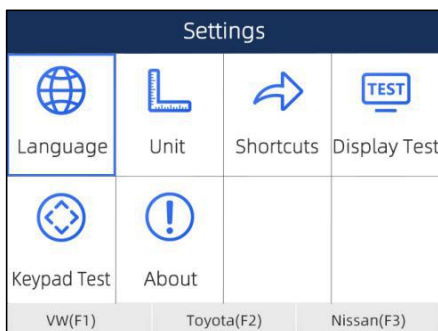 Settings
TEST
Language Unit Shortcuts Display Test
Keypad Test About
VW(F1) Toyota(F2) Nissan(F3)